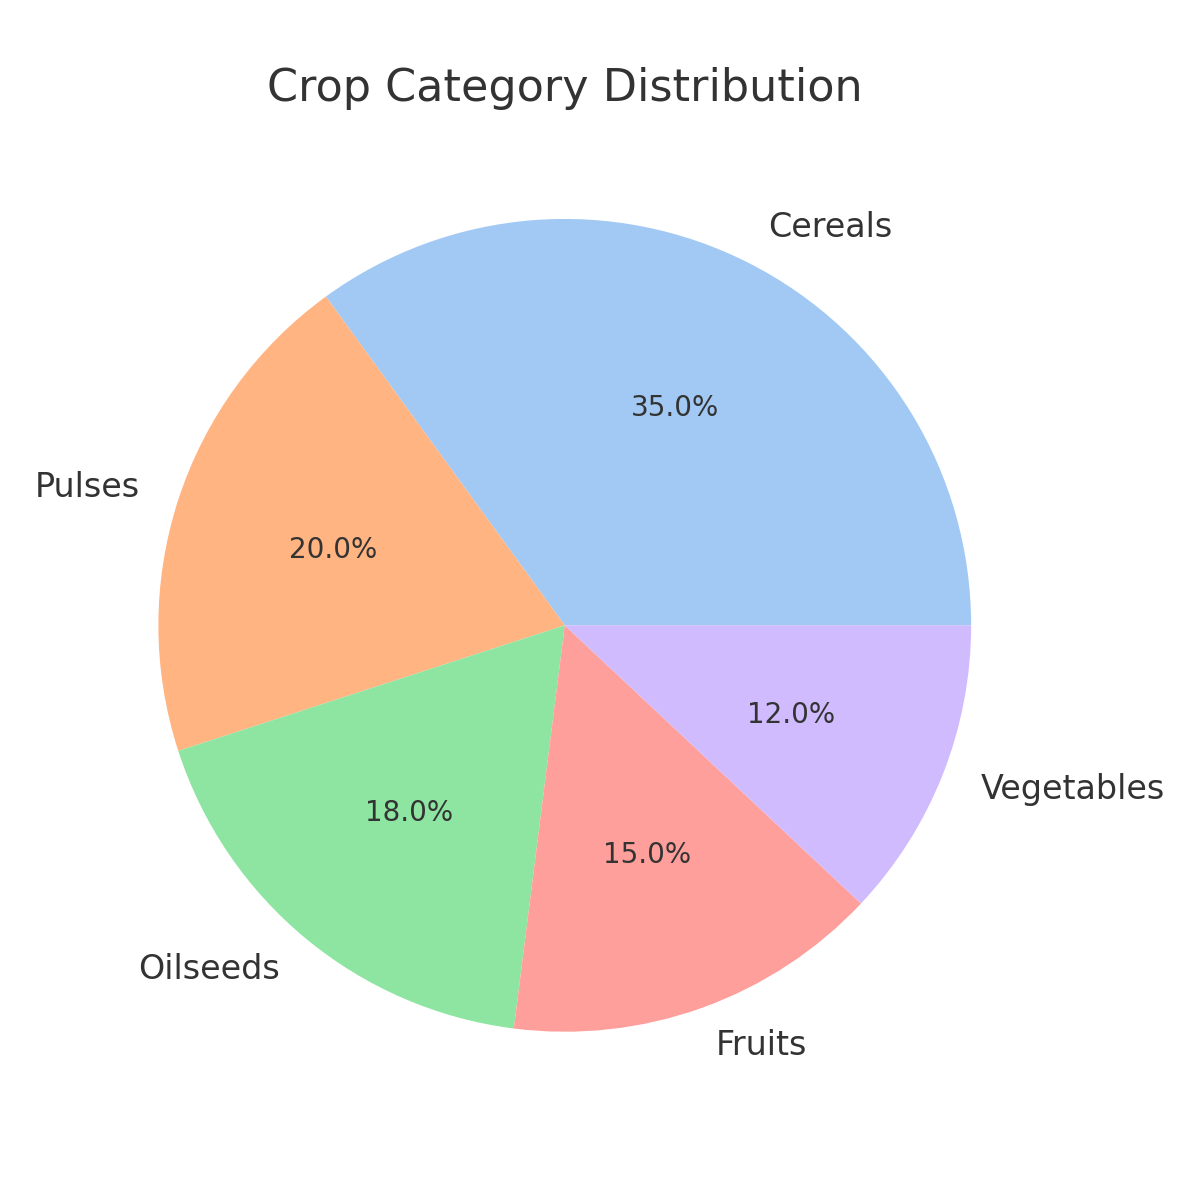 Crop Category Distribution
Cereals
35.0%
Pulses
20.0%
12.0%
Vegetables
18.0%
15.0%
Oilseeds
Fruits